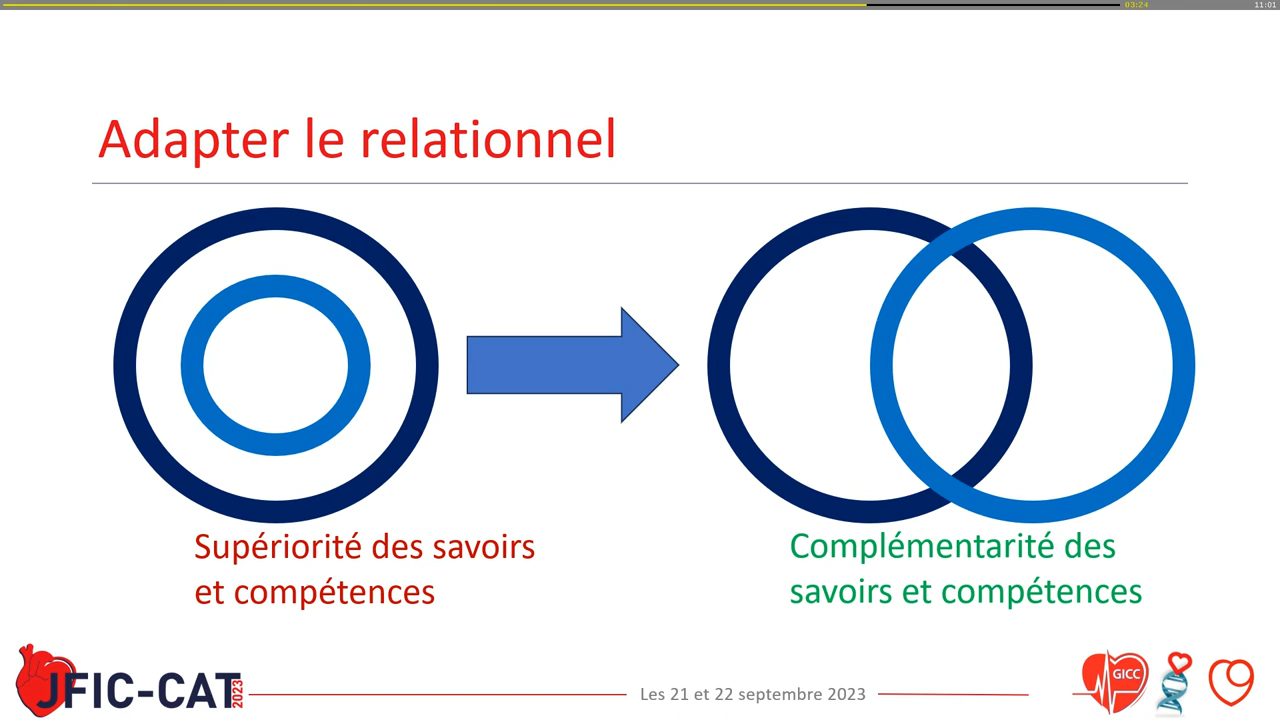 03:24
11:01
Adapter le relationnel
Supériorité des savoirs
et compétences
Complémentarité des
savoirs et compétences
JFIC-CAT 2023
Les 21 et 22 septembre 2023
GICC